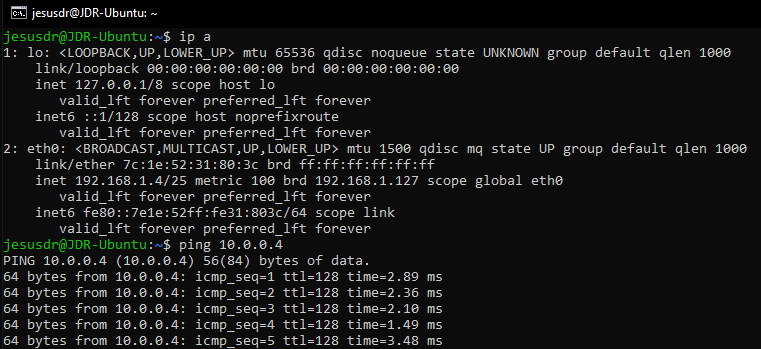 jesusdr@JDR-Ubuntu: ~
jesusdr@JDR-Ubuntu:~$ ip a
1: lo: <LOOPBACK,UP,LOWER_UP> mtu 65536 qdisc noqueue state UNKNOWN group default qlen 1000
    link/loopback 00:00:00:00:00:00 brd 00:00:00:00:00:00
    inet 127.0.0.1/8 scope host lo
       valid_lft forever preferred_lft forever
    inet6 ::1/128 scope host noprefixroute
       valid_lft forever preferred_lft forever
2: eth0: <BROADCAST,MULTICAST,UP,LOWER_UP> mtu 1500 qdisc mq state UP group default qlen 1000
    link/ether 7c:1e:52:31:80:3c brd ff:ff:ff:ff:ff:ff
    inet 192.168.1.4/25 metric 100 brd 192.168.1.127 scope global eth0
       valid_lft forever preferred_lft forever
    inet6 fe80::7e1e:52ff:fe31:803c/64 scope link
       valid_lft forever preferred_lft forever
jesusdr@JDR-Ubuntu:~$ ping 10.0.0.4
PING 10.0.0.4 (10.0.0.4) 56(84) bytes of data.
64 bytes from 10.0.0.4: icmp_seq=1 ttl=128 time=2.89 ms
64 bytes from 10.0.0.4: icmp_seq=2 ttl=128 time=2.36 ms
64 bytes from 10.0.0.4: icmp_seq=3 ttl=128 time=2.10 ms
64 bytes from 10.0.0.4: icmp_seq=4 ttl=128 time=1.49 ms
64 bytes from 10.0.0.4: icmp_seq=5 ttl=128 time=3.48 ms